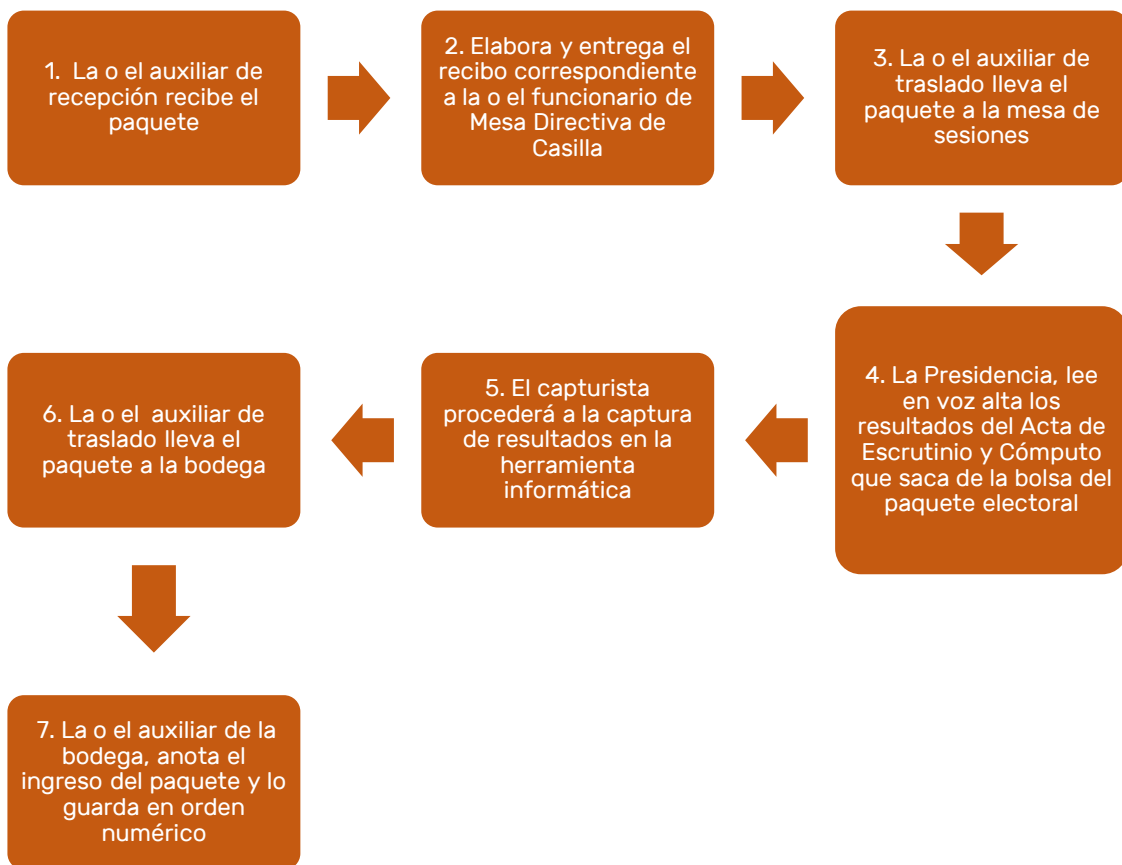 1. La o el auxiliar de
recepción recibe el
paquete
2. Elabora y entrega el
recibo correspondiente
a la o el funcionario de
Mesa Directiva de
Casilla
3. La o el auxiliar de
traslado lleva el
paquete a la mesa de
sesiones
4. La Presidencia, lee
en voz alta los
resultados del Acta de
Escrutinio y Cómputo
que saca de la bolsa del
paquete electoral
5. El capturista
procederá a la captura
de resultados en la
herramienta
informática
6. La o el auxiliar de
traslado lleva el
paquete a la bodega
7. La o el auxiliar de la
bodega, anota el
ingreso del paquete y lo
guarda en orden
numérico